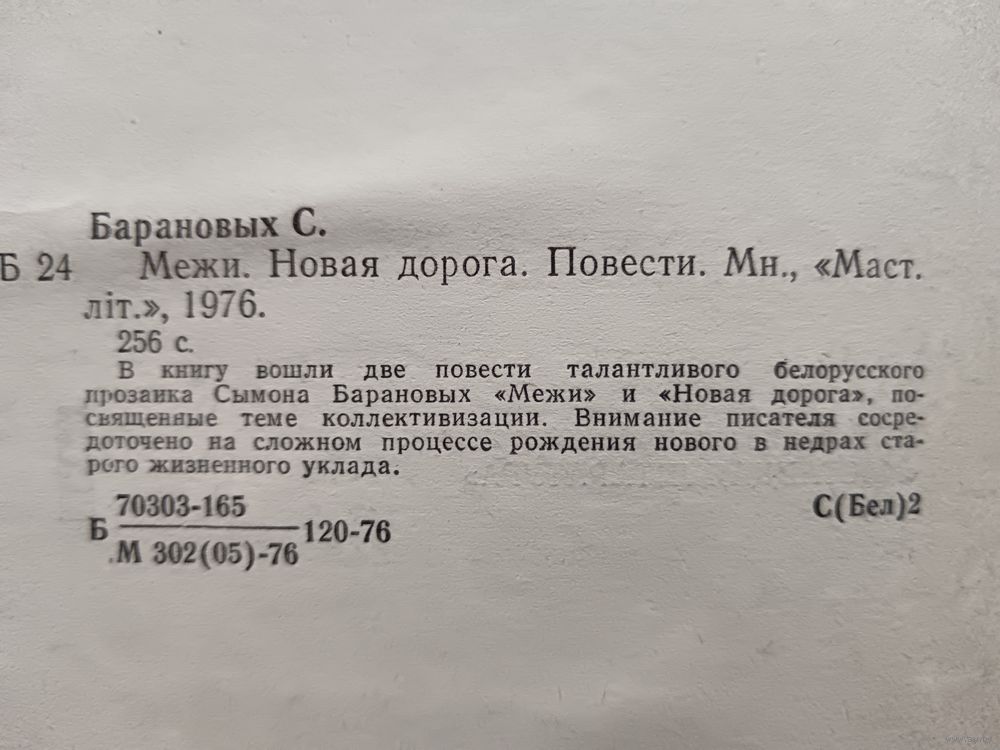 Барановых С.
Б 24 Межи. Новая дорога. Повести. Мн., «Маст.
літ.», 1976.
256 с.
В книгу вошли две повести талантливого белорусского
прозаика Сымона Барановых «Межи» и «Новая дорога», по-
священные теме коллективизации. Внимание писателя сосре-
доточено на сложном процессе рождения нового в недрах ста-
рого жизненного уклада.
70303-165
Б 120-76
М 302(05)-76
С(Бел)2